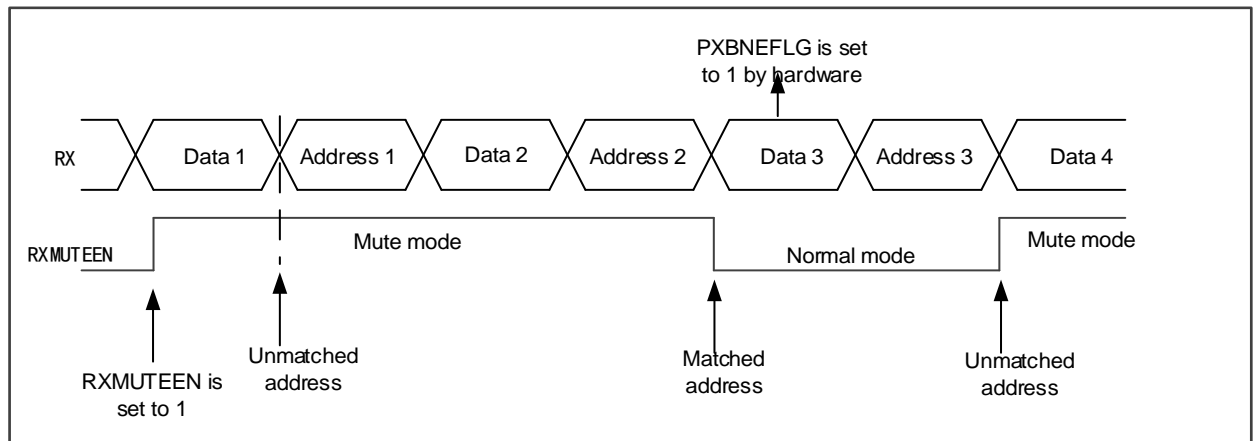 PXBNEFLG is set
to 1 by hardware
RX
Data 1
Address 1
Data 2
Address 2
Data 3
Address 3
Data 4
RXMUTEEN
Mute mode
Normal mode
Mute mode
RXMUTEEN is
set to 1
Unmatched
address
Matched
address
Unmatched
address